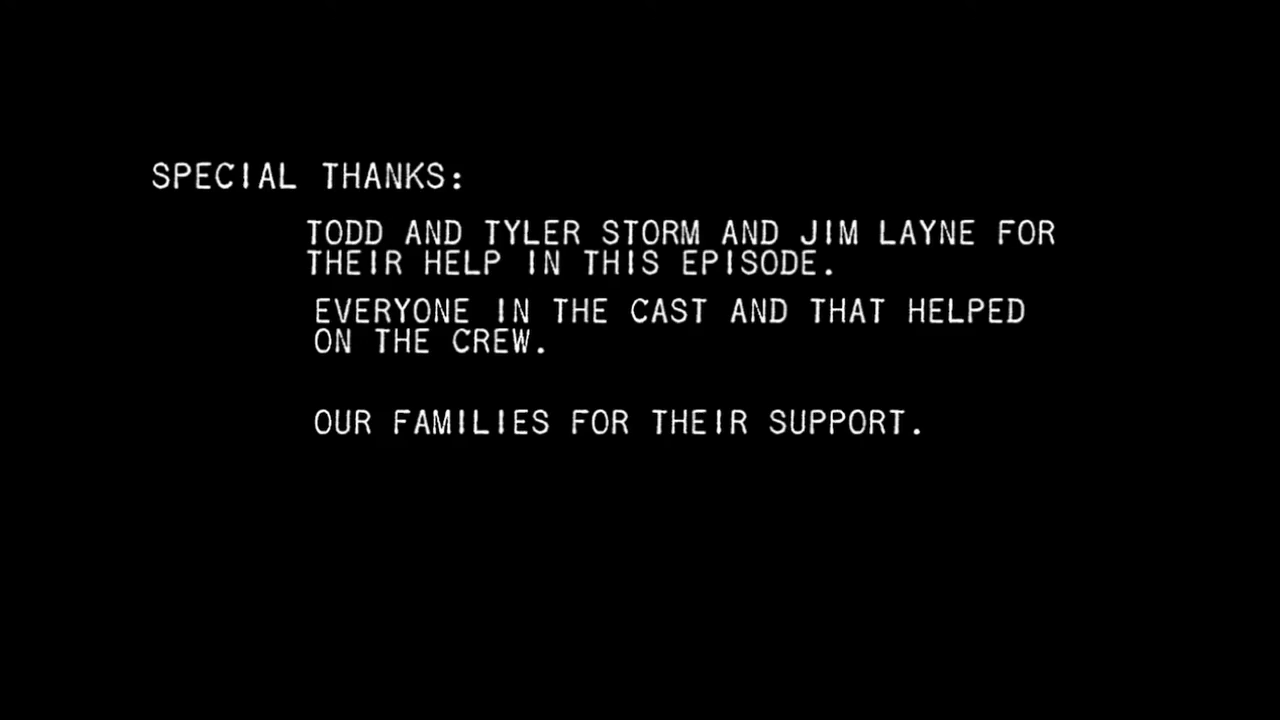 SPECIAL THANKS:
TODD AND TYLER STORM AND JIM LAYNE FOR
THEIR HELP IN THIS EPISODE.
EVERYONE IN THE CAST AND THAT HELPED
ON THE CREW.
OUR FAMILIES FOR THEIR SUPPORT.